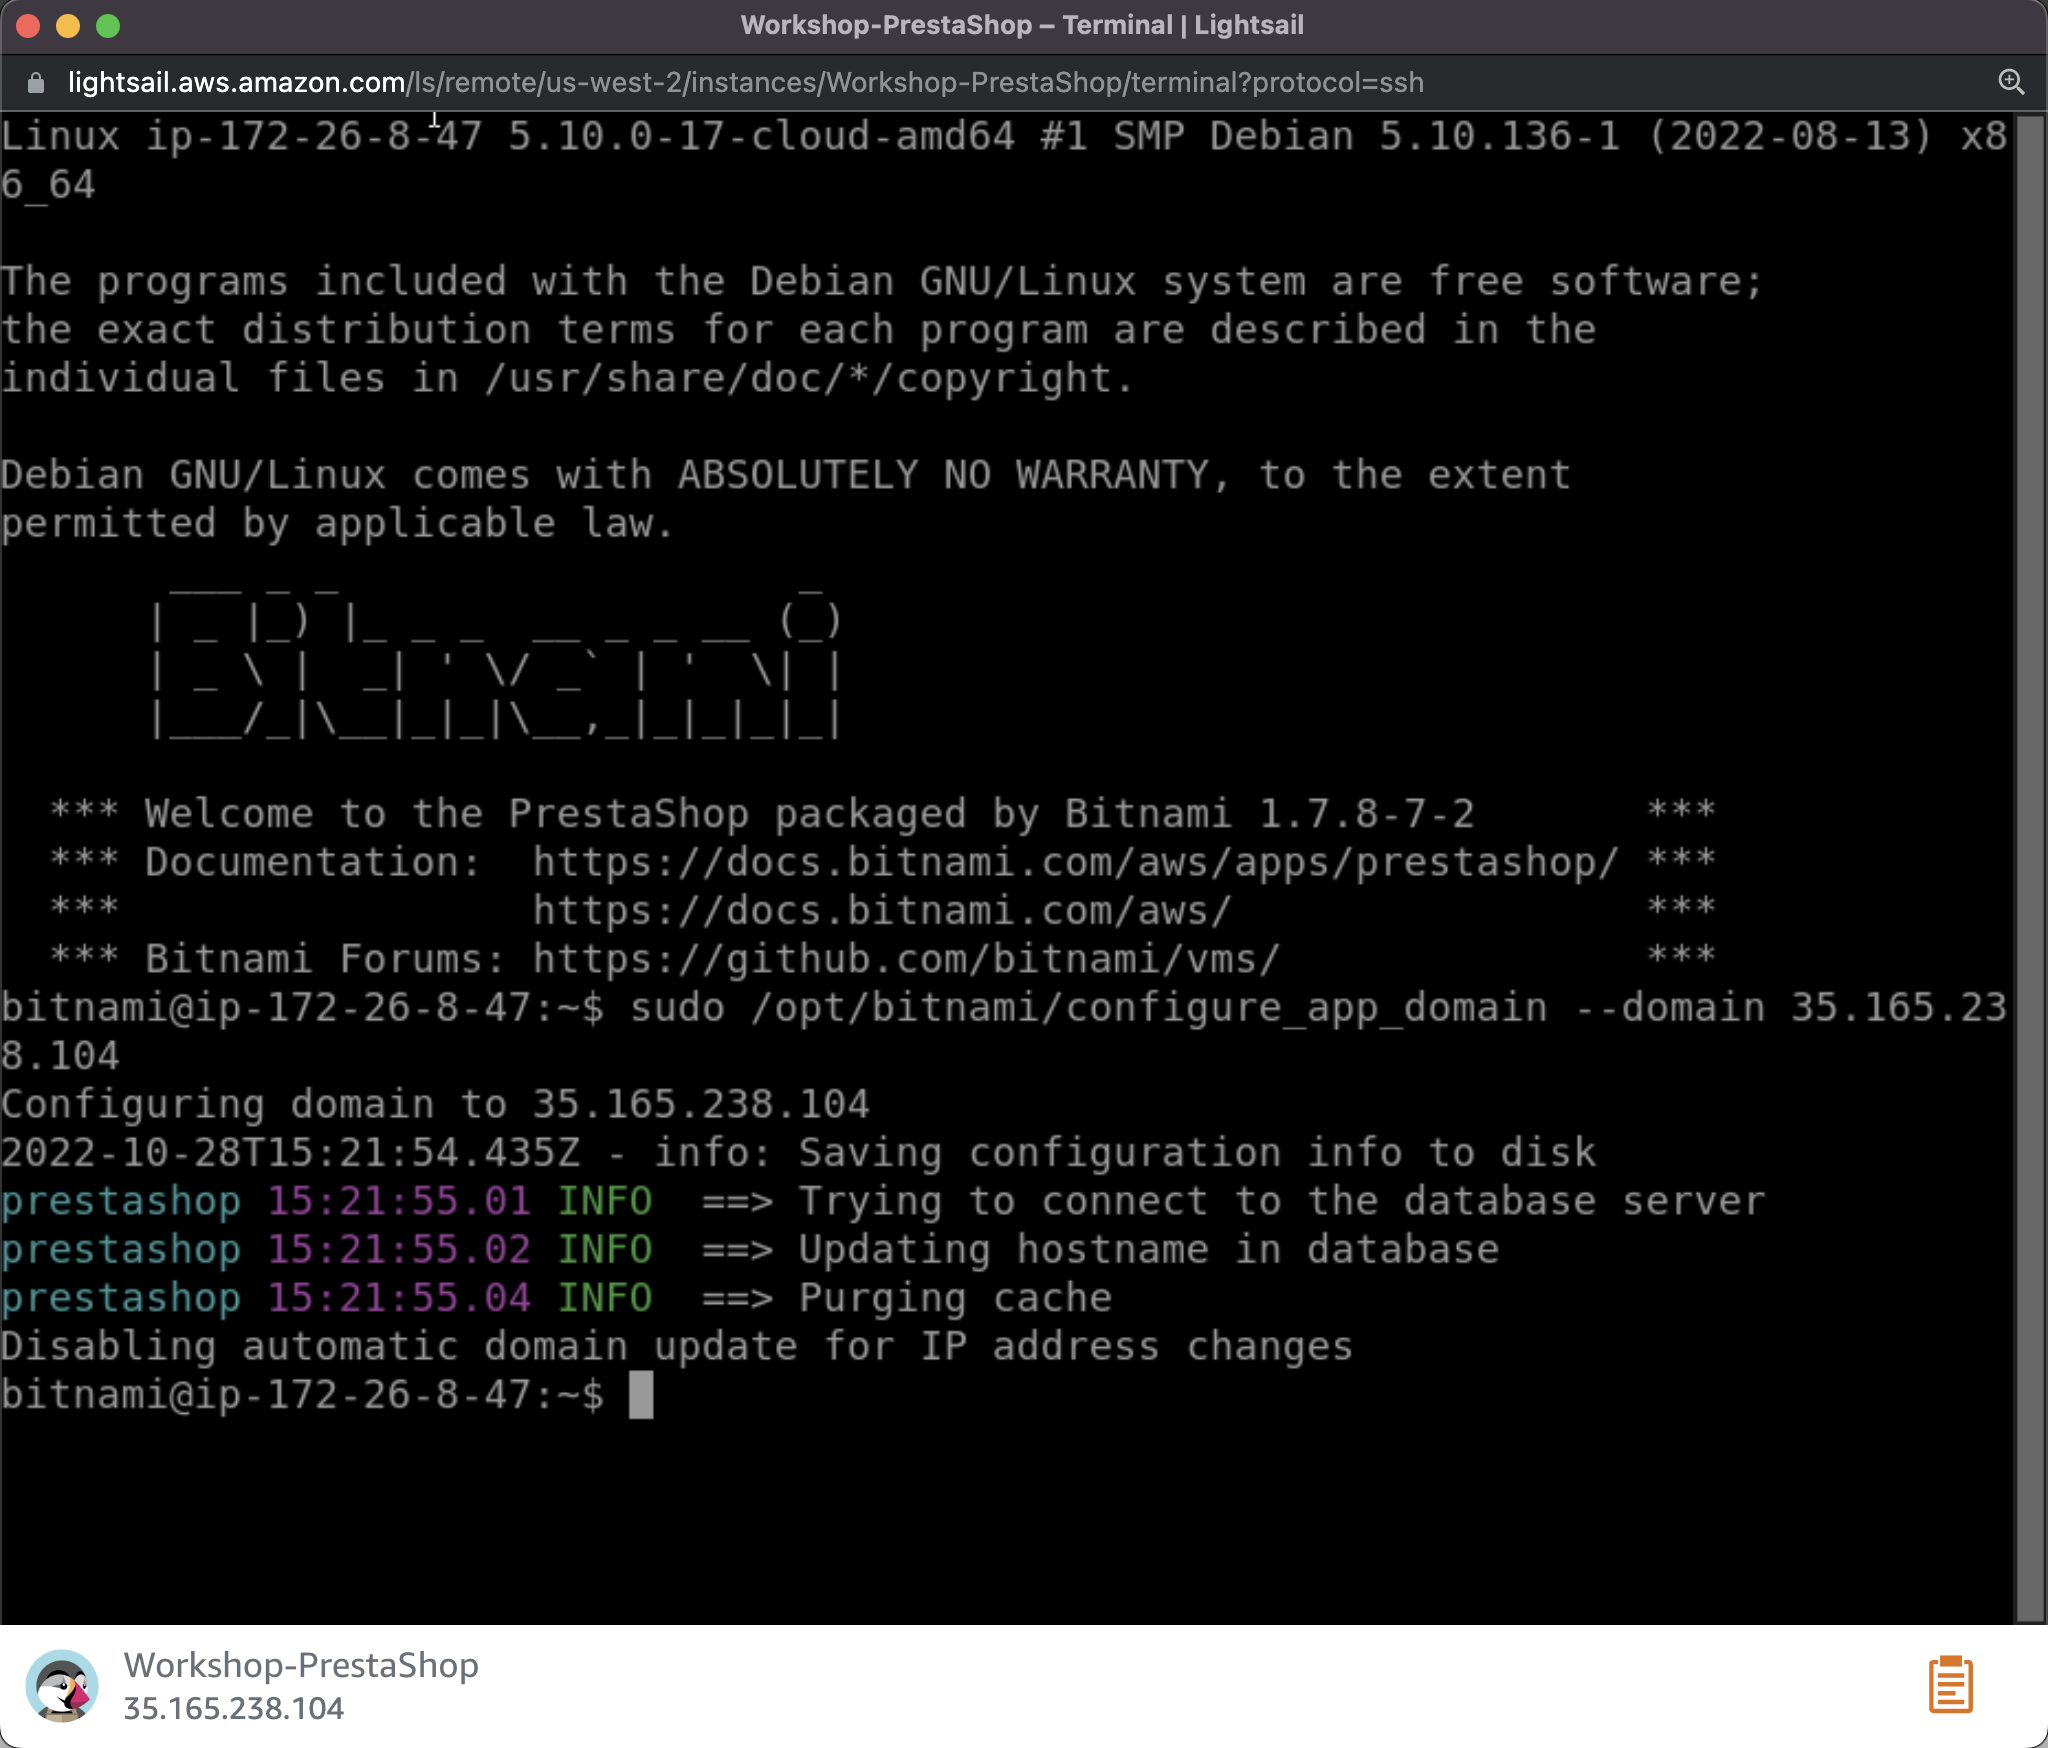 Workshop-PrestaShop – Terminal | Lightsail
lightsail.aws.amazon.com/ls/remote/us-west-2/instances/Workshop-PrestaShop/terminal?protocol=ssh
Linux ip-172-26-8-47 5.10.0-17-cloud-amd64 #1 SMP Debian 5.10.136-1 (2022-08-13) x8
6_64
The programs included with the Debian GNU/Linux system are free software;
the exact distribution terms for each program are described in the
individual files in /usr/share/doc/*/copyright.
Debian GNU/Linux comes with ABSOLUTELY NO WARRANTY, to the extent
permitted by applicable law.
Bitnami
*** Welcome to the PrestaShop packaged by Bitnami 1.7.8-7-2 ***
*** Documentation: https://docs.bitnami.com/aws/apps/prestashop/ ***
*** https://docs.bitnami.com/aws/ ***
*** Bitnami Forums: https://github.com/bitnami/vms/ ***
bitnami@ip-172-26-8-47:~$ sudo /opt/bitnami/configure_app_domain --domain 35.165.23
8.104
Configuring domain to 35.165.238.104
2022-10-28T15:21:54.435Z - info: Saving configuration info to disk
prestashop 15:21:55.01 INFO ==> Trying to connect to the database server
prestashop 15:21:55.02 INFO ==> Updating hostname in database
prestashop 15:21:55.04 INFO ==> Purging cache
Disabling automatic domain update for IP address changes
bitnami@ip-172-26-8-47:~$
Workshop-PrestaShop
35.165.238.104